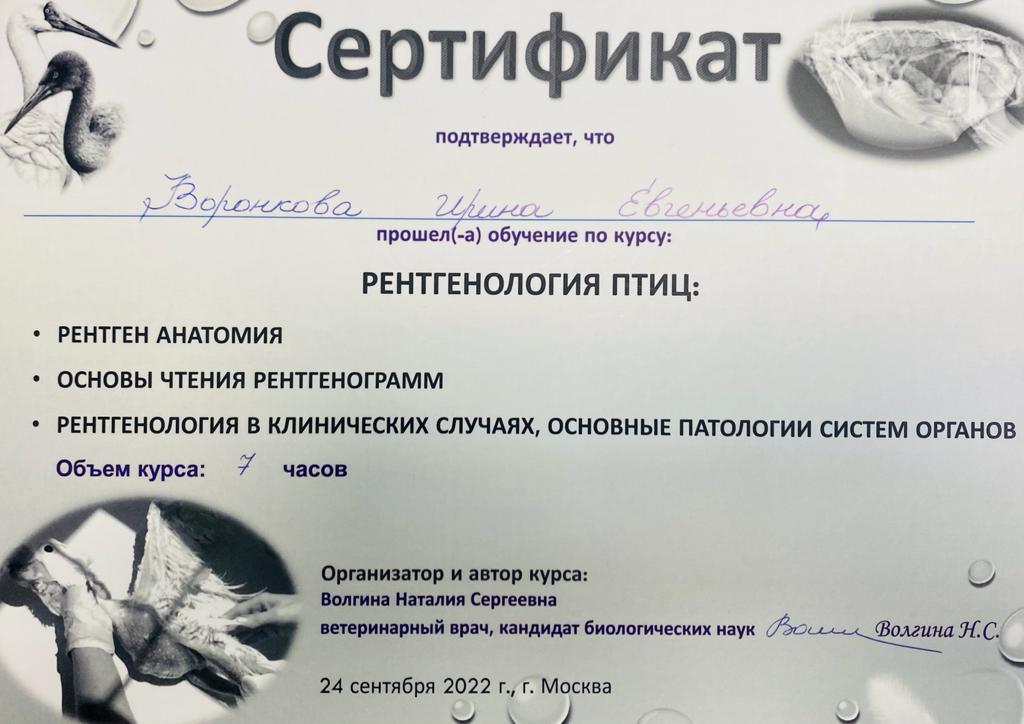 Сертификат
подтверждает, что
Воронкова Ирина Евгеньевна
прошел(-а) обучение по курсу:
РЕНТГЕНОЛОГИЯ ПТИЦ:
• РЕНТГЕН АНАТОМИЯ
• ОСНОВЫ ЧТЕНИЯ РЕНТГЕНОГРАММ
• РЕНТГЕНОЛОГИЯ В КЛИНИЧЕСКИХ СЛУЧАЯХ, ОСНОВНЫЕ ПАТОЛОГИИ СИСТЕМ ОРГАНОВ
Объем курса: 7 часов
Организатор и автор курса:
Волгина Наталия Сергеевна
ветеринарный врач, кандидат биологических наук Волгина Н.С.
24 сентября 2022 г., г. Москва